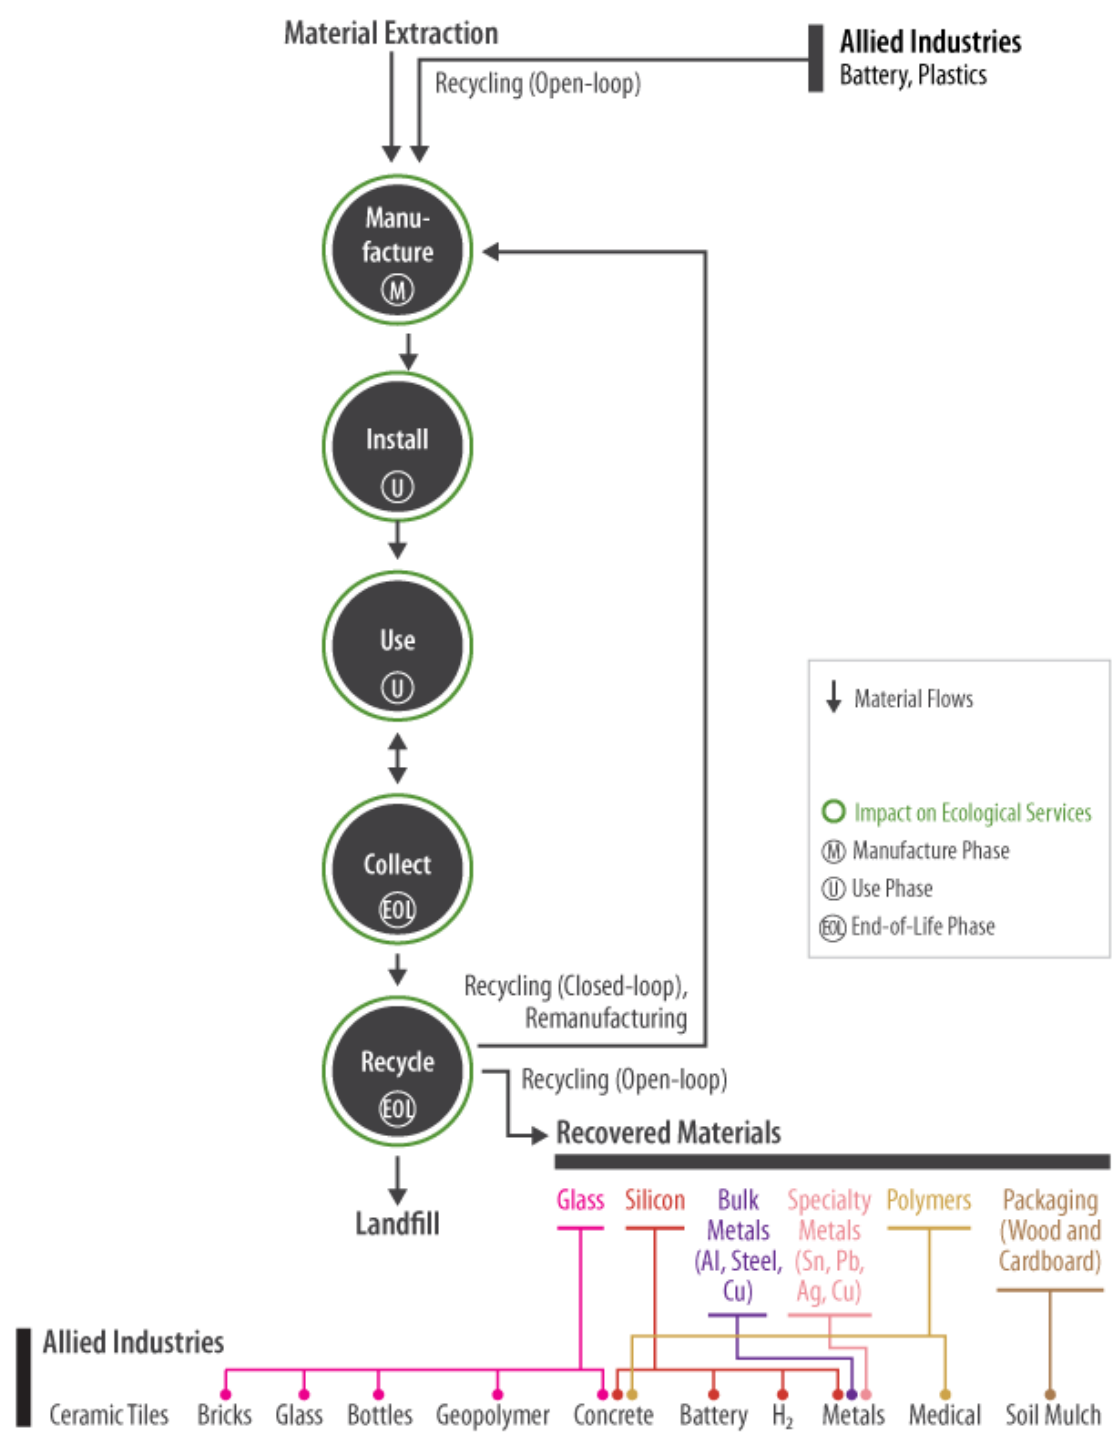 Material Extraction
Allied Industries
Battery, Plastics
Recycling (Open-loop)
Manu-
facture
M
Install
U
Use
U
Material Flows
Impact on Ecological Services
M Manufacture Phase
U Use Phase
EOL End-of-Life Phase
Collect
EOL
Recycling (Closed-loop),
Remanufacturing
Recycle
EOL
Recycling (Open-loop)
Recovered Materials
Landfill
Glass
Silicon
Bulk
Metals
(Al, Steel,
Cu)
Specialty
Metals
(Sn, Pb,
Ag, Cu)
Polymers
Packaging
(Wood and
Cardboard)
Allied Industries
Ceramic Tiles
Bricks
Glass
Bottles
Geopolymer
Concrete
Battery
H₂
Metals
Medical
Soil Mulch